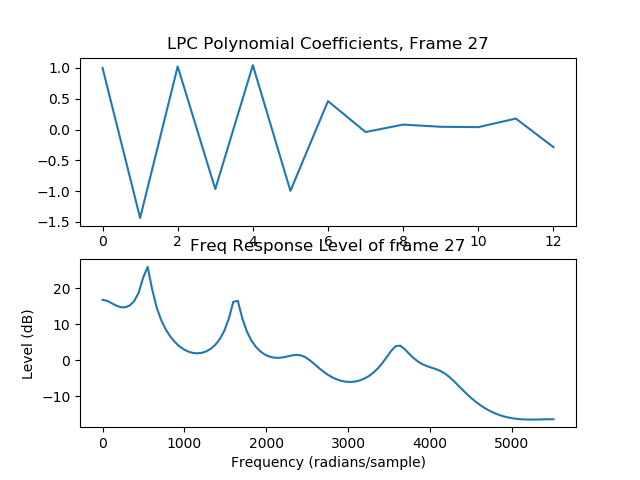 LPC Polynomial Coefficients, Frame 27
1.0
0.5
0.0
−0.5
−1.0
−1.5
0 2 4 6 8 10 12
Freq Response Level of frame 27
20
10
0
−10
Level (dB)
0 1000 2000 3000 4000 5000
Frequency (radians/sample)